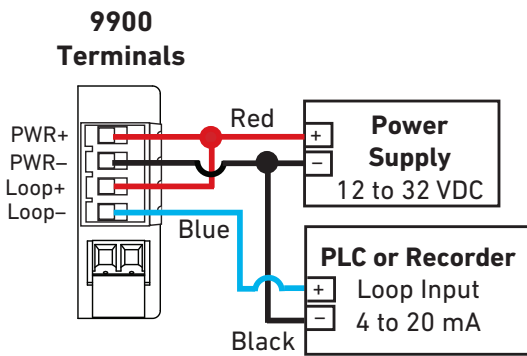 9900
Terminals
PWR+
PWR–
Loop+
Loop–
Red
Blue
Black
+
–
Power
Supply
12 to 32 VDC
PLC or Recorder
+
Loop Input
–
4 to 20 mA